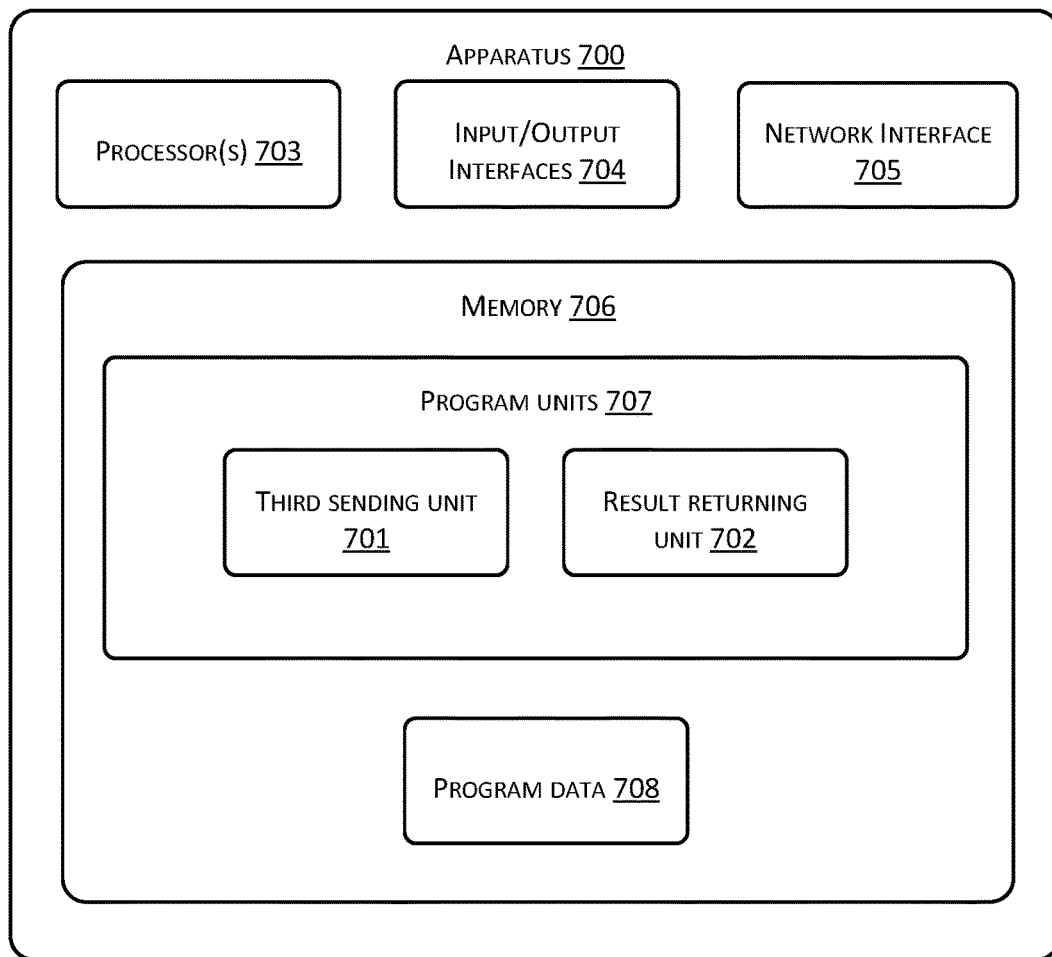 APPARATUS 700
PROCESSOR(S) 703
INPUT/OUTPUT
INTERFACES 704
NETWORK INTERFACE
705
MEMORY 706
PROGRAM UNITS 707
THIRD SENDING UNIT
701
RESULT RETURNING
UNIT 702
PROGRAM DATA 708